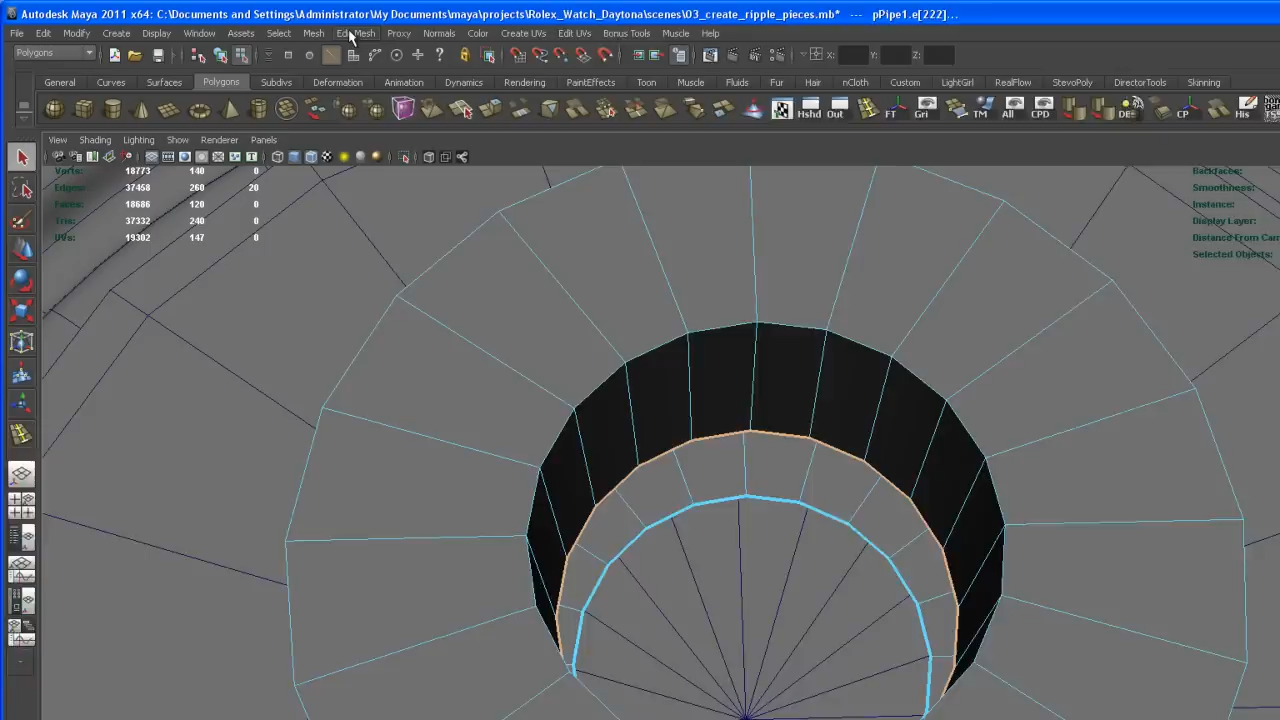 Autodesk Maya 2011 x64: C:\Documents and Settings\Administrator\My Documents\maya\projects\Rolex_Watch_Daytona\scenes\03_create_ripple_pieces.mb*   ---   pPipe1.e[222]...
File Edit Modify Create Display Window Assets Select Mesh Edit Mesh Proxy Normals Color Create UVs Edit UVs Bonus Tools Muscle Help
Polygons X: Y: Z:
General Curves Surfaces Polygons Subdivs Deformation Animation Dynamics Rendering PaintEffects Toon Muscle Fluids Fur Hair nCloth Custom LightGirl RealFlow StevoPoly DirectorTools Skinning
Hshd Out FT Gri TM All CPD DE CP His
View Shading Lighting Show Renderer Panels
Verts: 18773 140 0
Edges: 37458 260 20
Faces: 18686 120 0
Tris: 37332 240 0
UVs: 19302 147 0
Backfaces:
Smoothness:
Instance:
Display Layer:
Distance From Cam
Selected Objects: